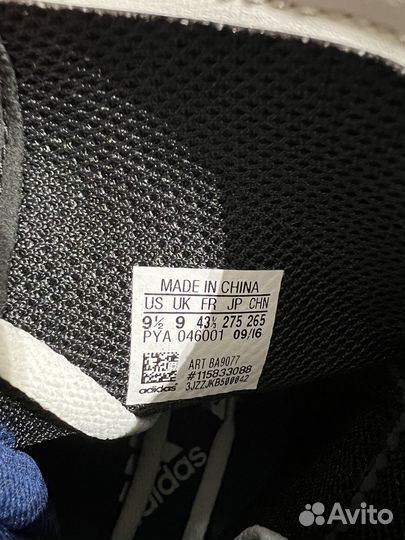 MADE IN CHINA
US UK FR JP CHN
9½ 9 43⅓ 275 265
PYA 046001 09/16
ART BA9077
#115833088
adidas 3JZZJKB500042
adidas
Avito